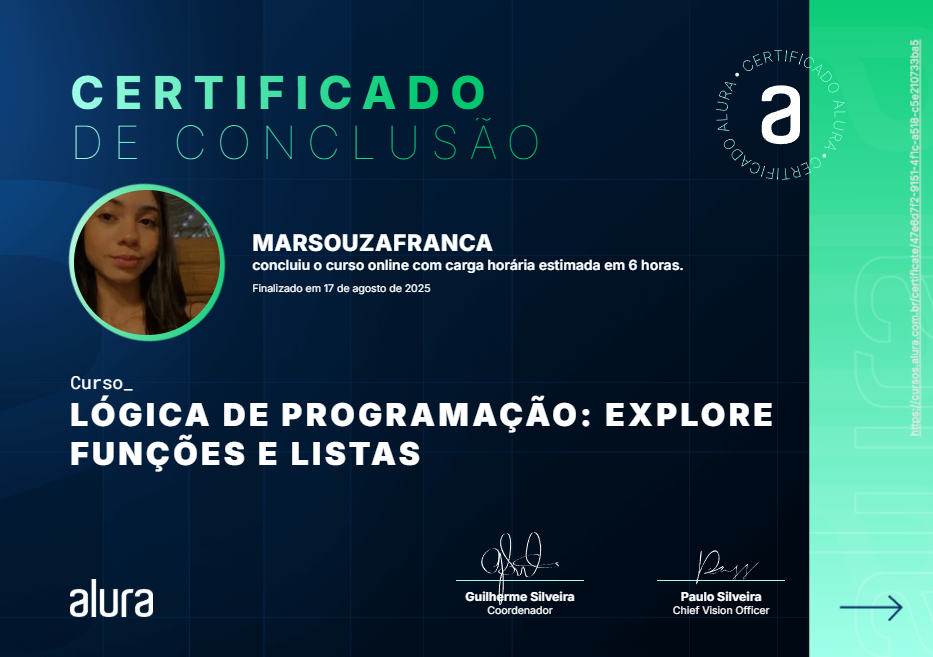 CERTIFICADO
DE CONCLUSÃO
CERTIFICADO ALURA • CERTIFICADO ALURA •
a
MARSOUZAFRANCA
concluiu o curso online com carga horária estimada em 6 horas.
Finalizado em 17 de agosto de 2025
Curso_
LÓGICA DE PROGRAMAÇÃO: EXPLORE
FUNÇÕES E LISTAS
alura
Guilherme Silveira
Coordenador
Paulo Silveira
Chief Vision Officer
https://cursos.alura.com.br/certificate/47e6d7f2-9151-4f1c-a518-c5e210733ba5
alura